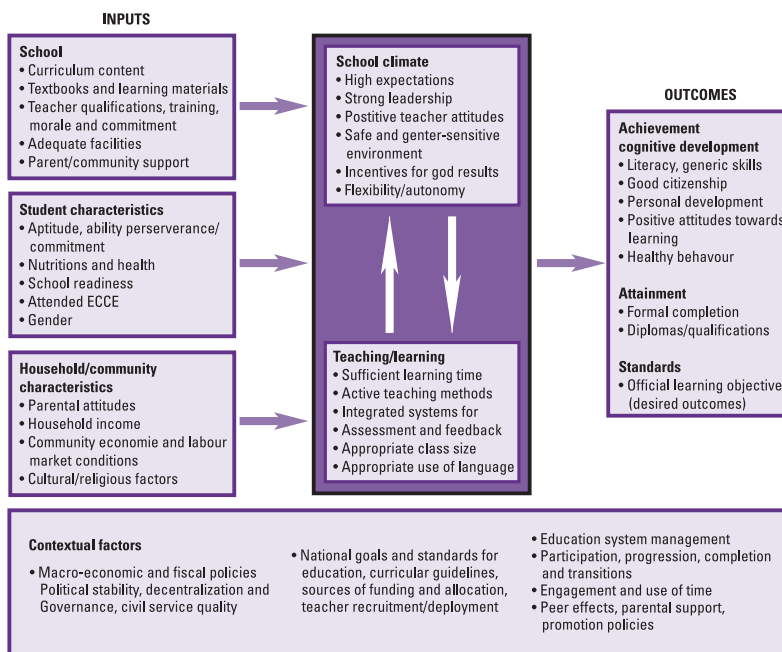 INPUTS
School
• Curriculum content
• Textbooks and learning materials
• Teacher qualifications, training,
morale and commitment
• Adequate facilities
• Parent/community support
Student characteristics
• Aptitude, ability perserverance/
commitment
• Nutritions and health
• School readiness
• Attended ECCE
• Gender
Household/community
characteristics
• Parental attitudes
• Household income
• Community economie and labour
market conditions
• Cultural/religious factors
School climate
• High expectations
• Strong leadership
• Postitive teacher attitudes
• Safe and genter-sensitive
environment
• Incentives for god results
• Flexibility/autonomy
Teaching/learning
• Sufficient learning time
• Active teaching methods
• Integrated systems for
• Assessment and feedback
• Appropriate class size
• Appropriate use of language
OUTCOMES
Achievement
cognitive development
• Literacy, generic skills
• Good citizenship
• Personal development
• Positive attitudes towards
learning
• Healthy behavour
Attainment
• Formal completion
• Diplomas/qualifications
Standards
• Official learning objective
(desired outcomes)
Contextual factors
• Macro-economic and fiscal policies
Political stability, decentralization and
Governance, civil service quality
• National goals and standards for
education, curricular guidelines,
sources of funding and allocation,
teacher recruitment/deployment
• Education system management
• Participation, progression, completion
and transitions
• Engagement and use of time
• Peer effects, parental support,
promotion policies